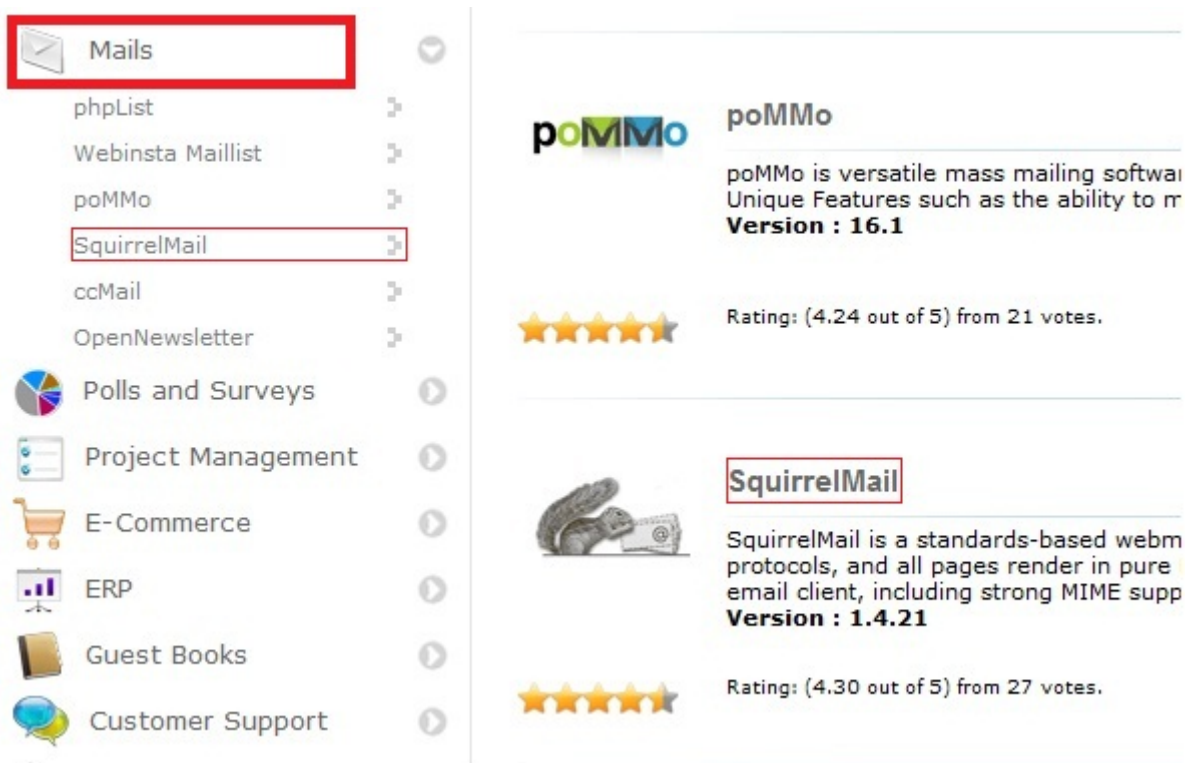 Mails
phpList
Webinsta Maillist
poMMo
SquirrelMail
ccMail
OpenNewsletter
Polls and Surveys
Project Management
E-Commerce
ERP
Guest Books
Customer Support
poMMo
poMMo
poMMo is versatile mass mailing
Unique Features such as the ability to
Version : 16.1
Rating: (4.24 out of 5) from 21 votes.
@
SquirrelMail
SquirrelMail is a standards-based
protocols, and all pages render in pure
email client, including strong MIME
Version : 1.4.21
Rating: (4.30 out of 5) from 27 votes.